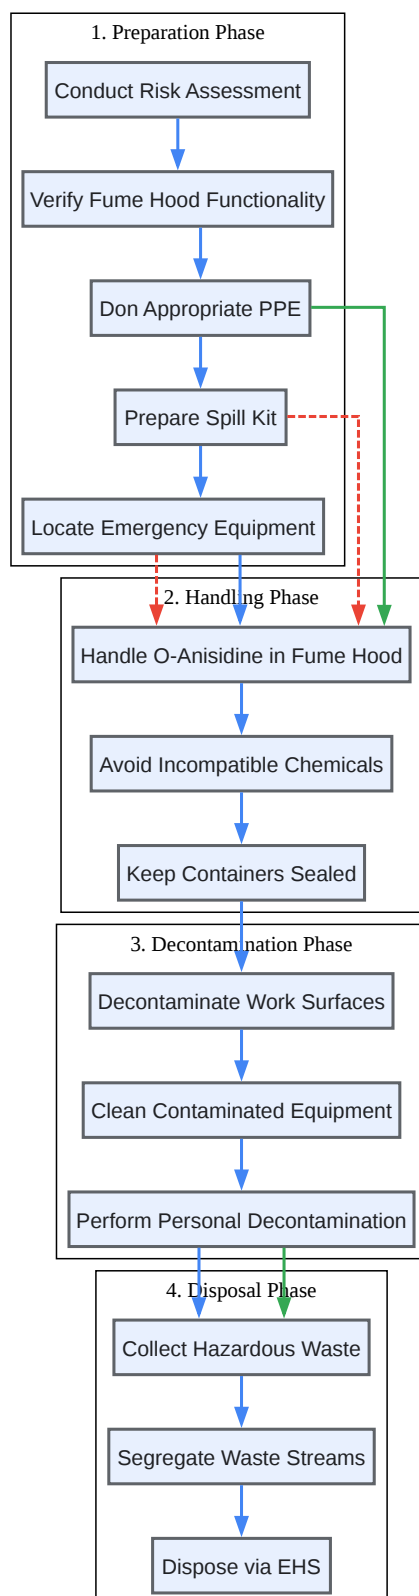 1. Preparation Phase
Conduct Risk Assessment
Verify Fume Hood Functionality
Don Appropriate PPE
Prepare Spill Kit
Locate Emergency Equipment
2. Handling Phase
Handle O-Anisidine in Fume Hood
Avoid Incompatible Chemicals
Keep Containers Sealed
3. Decontamination Phase
Decontaminate Work Surfaces
Clean Contaminated Equipment
Perform Personal Decontamination
4. Disposal Phase
Collect Hazardous Waste
Segregate Waste Streams
Dispose via EHS